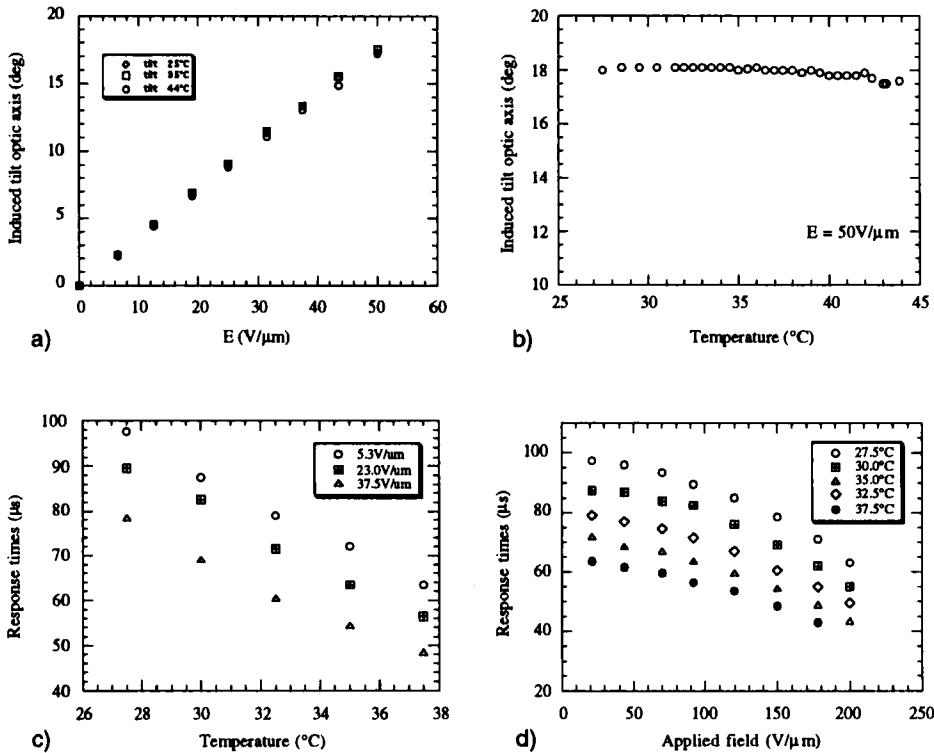 20
15
10
5
0
Induced tilt optic axis (deg)
tilt 25°C
tilt 35°C
tilt 44°C
0 10 20 30 40 50 60
E (V/μm)
a)
20
18
16
14
12
10
Induced tilt optic axis (deg)
E = 50V/μm
25 30 35 40 45
Temperature (°C)
b)
100
90
80
70
60
50
40
Response times (μs)
5.3V/um
23.0V/um
37.5V/um
26 28 30 32 34 36 38
Temperature (°C)
c)
100
80
60
40
20
Response times (μs)
27.5°C
30.0°C
35.0°C
32.5°C
37.5°C
0 50 100 150 200 250
Applied field (V/μm)
d)